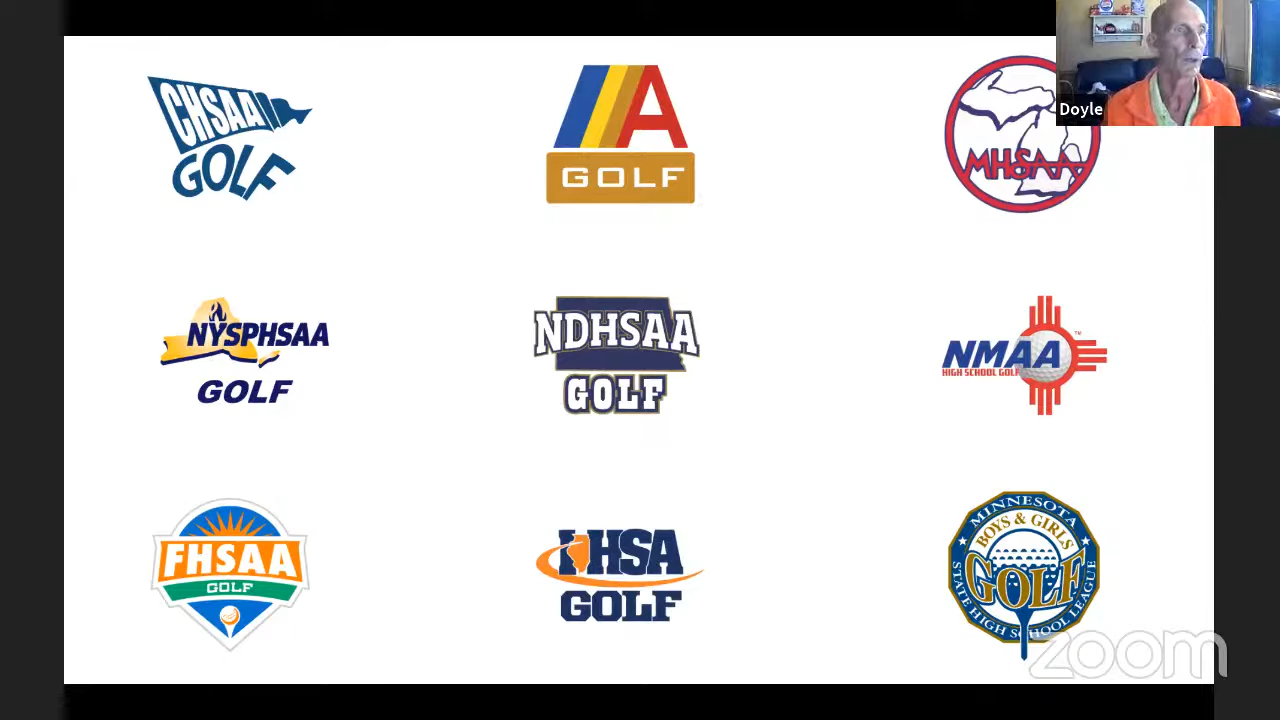 CHSAA
GOLF
A
GOLF
MHSAA
Doyle
NYSPHSAA
GOLF
NDHSAA
GOLF
NMAA
™
HIGH SCHOOL GOLF
FHSAA
GOLF
IHSA
GOLF
MINNESOTA
BOYS & GIRLS
GOLF
STATE HIGH SCHOOL LEAGUE
zoom